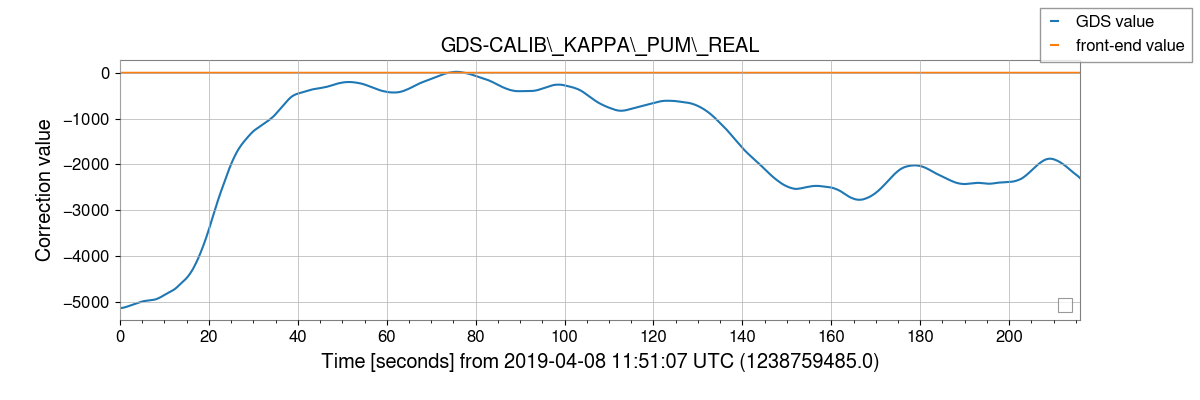 GDS value
front-end value
GDS-CALIB\_KAPPA\_PUM\_REAL
Correction value
0
−1000
−2000
−3000
−4000
−5000
0 20 40 60 80 100 120 140 160 180 200
Time [seconds] from 2019-04-08 11:51:07 UTC (1238759485.0)